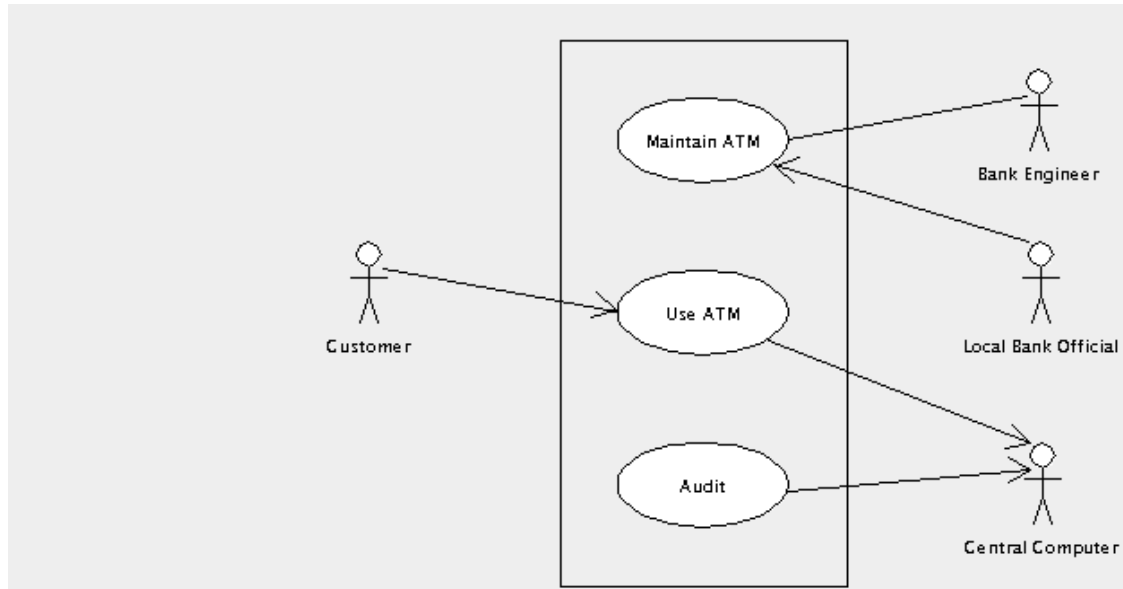 Maintain ATM
Bank Engineer
Use ATM
Customer
Local Bank Official
Audit
Central Computer